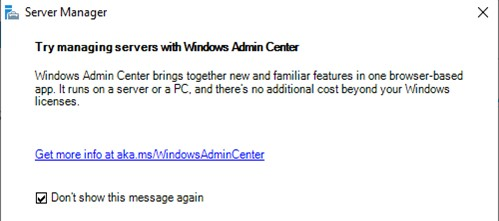 Server Manager
Try managing servers with Windows Admin Center
Windows Admin Center brings together new and familiar features in one browser-based
app. It runs on a server or a PC, and there's no additional cost beyond your Windows
licenses.
Get more info at aka.ms/WindowsAdminCenter
Don't show this message again